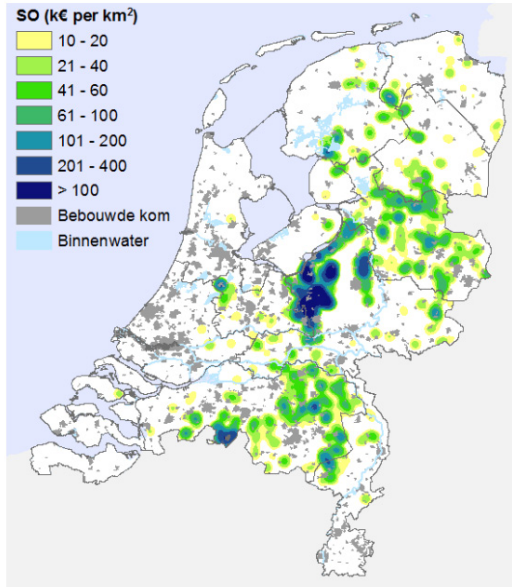 SO (k€ per km²)
10 - 20
21 - 40
41 - 60
61 - 100
101 - 200
201 - 400
> 100
Bebouwde kom
Binnenwater